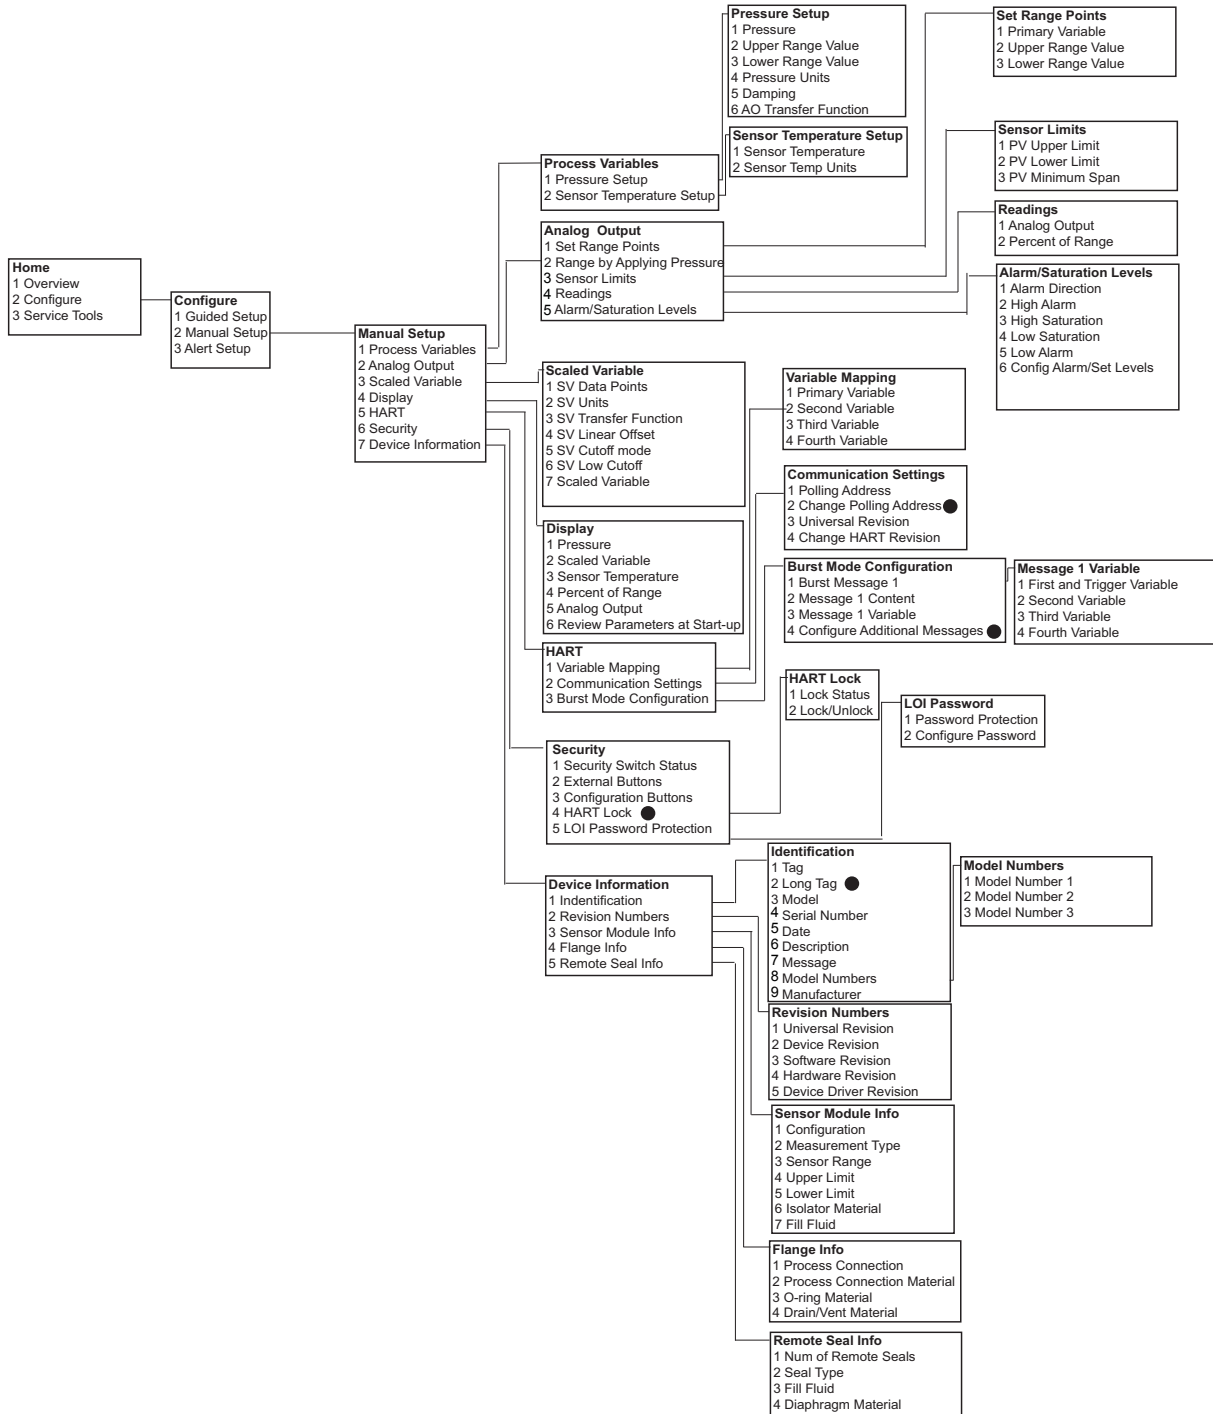 Home
1 Overview
2 Configure
3 Service Tools
Configure
1 Guided Setup
2 Manual Setup
3 Alert Setup
Manual Setup
1 Process Variables
2 Analog Output
3 Scaled Variable
4 Display
5 HART
6 Security
7 Device Information
Process Variables
1 Pressure Setup
2 Sensor Temperature Setup
Pressure Setup
1 Pressure
2 Upper Range Value
3 Lower Range Value
4 Pressure Units
5 Damping
6 AO Transfer Function
Sensor Temperature Setup
1 Sensor Temperature
2 Sensor Temp Units
Analog Output
1 Set Range Points
2 Range by Applying Pressure
3 Sensor Limits
4 Readings
5 Alarm/Saturation Levels
Set Range Points
1 Primary Variable
2 Upper Range Value
3 Lower Range Value
Sensor Limits
1 PV Upper Limit
2 PV Lower Limit
3 PV Minimum Span
Readings
1 Analog Output
2 Percent of Range
Alarm/Saturation Levels
1 Alarm Direction
2 High Alarm
3 High Saturation
4 Low Saturation
5 Low Alarm
6 Config Alarm/Set Levels
Scaled Variable
1 SV Data Points
2 SV Units
3 SV Transfer Function
4 SV Linear Offset
5 SV Cutoff mode
6 SV Low Cutoff
7 Scaled Variable
Display
1 Pressure
2 Scaled Variable
3 Sensor Temperature
4 Percent of Range
5 Analog Output
6 Review Parameters at Start-up
HART
1 Variable Mapping
2 Communication Settings
3 Burst Mode Configuration
Variable Mapping
1 Primary Variable
2 Second Variable
3 Third Variable
4 Fourth Variable
Communication Settings
1 Polling Address
2 Change Polling Address
3 Universal Revision
4 Change HART Revision
Burst Mode Configuration
1 Burst Message 1
2 Message 1 Content
3 Message 1 Variable
4 Configure Additional Messages
Message 1 Variable
1 First and Trigger Variable
2 Second Variable
3 Third Variable
4 Fourth Variable
Security
1 Security Switch Status
2 External Buttons
3 Configuration Buttons
4 HART Lock
5 LOI Password Protection
HART Lock
1 Lock Status
2 Lock/Unlock
LOI Password
1 Password Protection
2 Configure Password
Device Information
1 Indentification
2 Revision Numbers
3 Sensor Module Info
4 Flange Info
5 Remote Seal Info
Identification
1 Tag
2 Long Tag
3 Model
4 Serial Number
5 Date
6 Description
7 Message
8 Model Numbers
9 Manufacturer
Model Numbers
1 Model Number 1
2 Model Number 2
3 Model Number 3
Revision Numbers
1 Universal Revision
2 Device Revision
3 Software Revision
4 Hardware Revision
5 Device Driver Revision
Sensor Module Info
1 Configuration
2 Measurement Type
3 Sensor Range
4 Upper Limit
5 Lower Limit
6 Isolator Material
7 Fill Fluid
Flange Info
1 Process Connection
2 Process Connection Material
3 O-ring Material
4 Drain/Vent Material
Remote Seal Info
1 Num of Remote Seals
2 Seal Type
3 Fill Fluid
4 Diaphragm Material